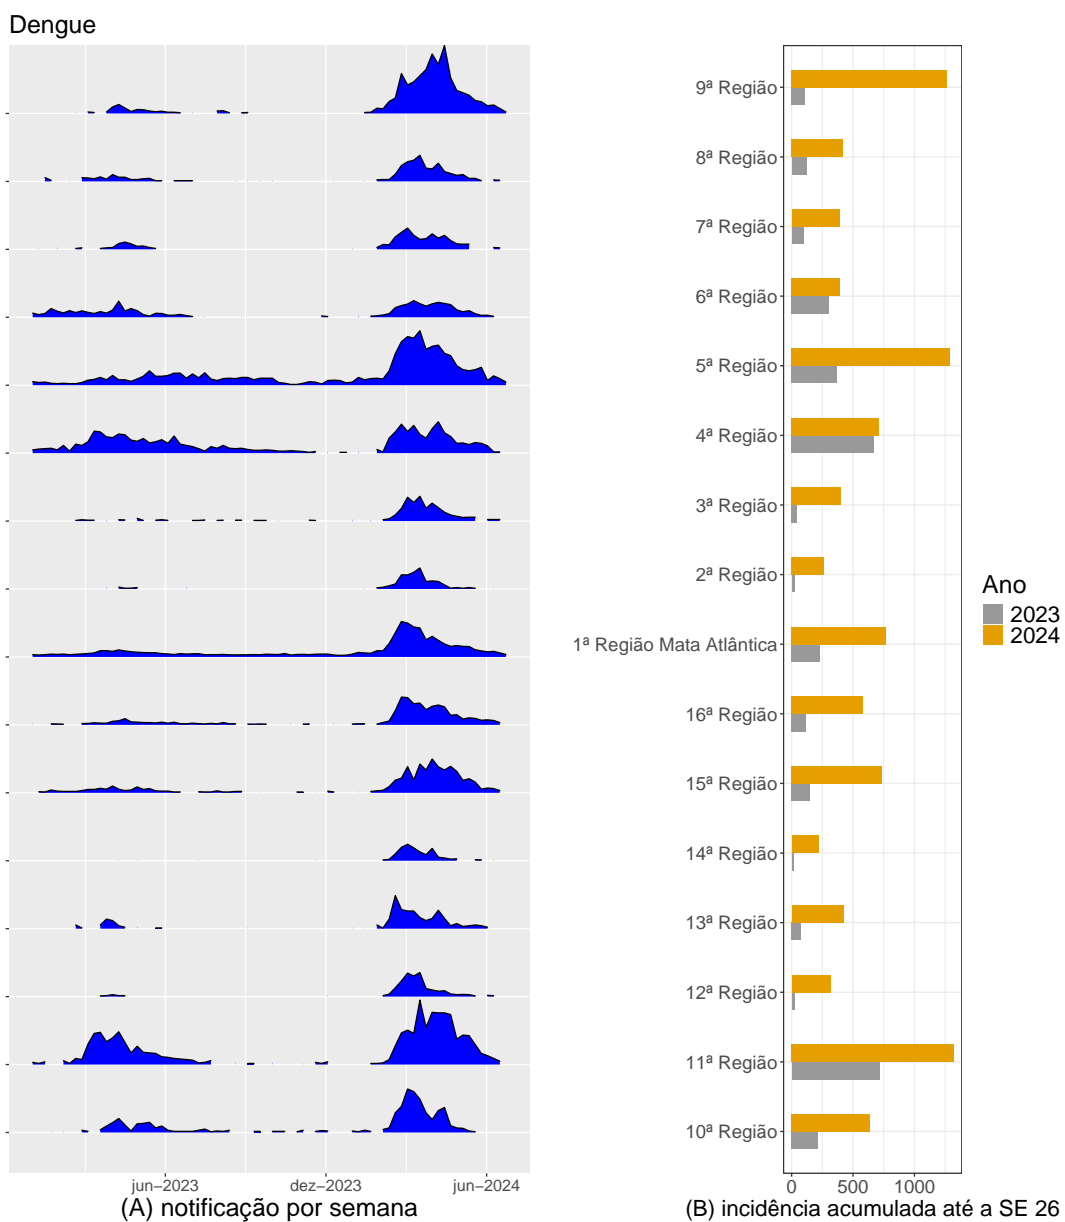 Dengue
9ª Região
8ª Região
7ª Região
6ª Região
5ª Região
4ª Região
3ª Região
2ª Região
1ª Região Mata Atlântica
16ª Região
15ª Região
14ª Região
13ª Região
12ª Região
11ª Região
10ª Região
Ano
2023
2024
jun–2023 dez–2023 jun–2024
(A) notificação por semana
0 500 1000
(B) incidência acumulada até a SE 26